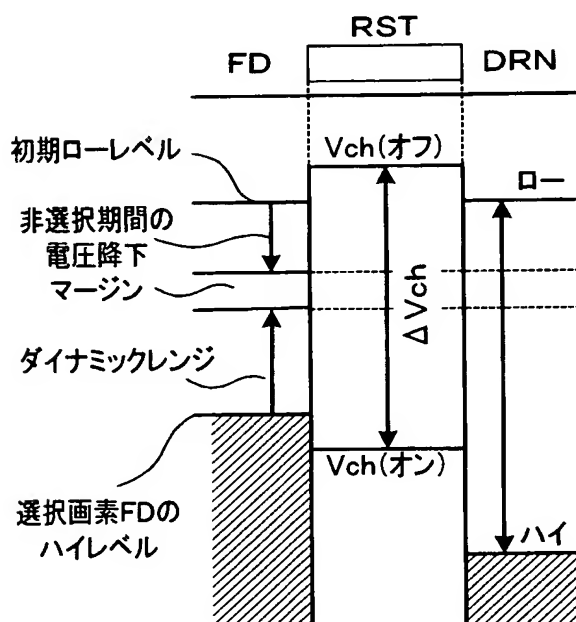 RST
FD
DRN
初期ローレベル
Vch(オフ)
ロー
非選択期間の
電圧降下
マージン
ΔVch
ダイナミックレンジ
Vch(オン)
選択画素FDの
ハイレベル
ハイ